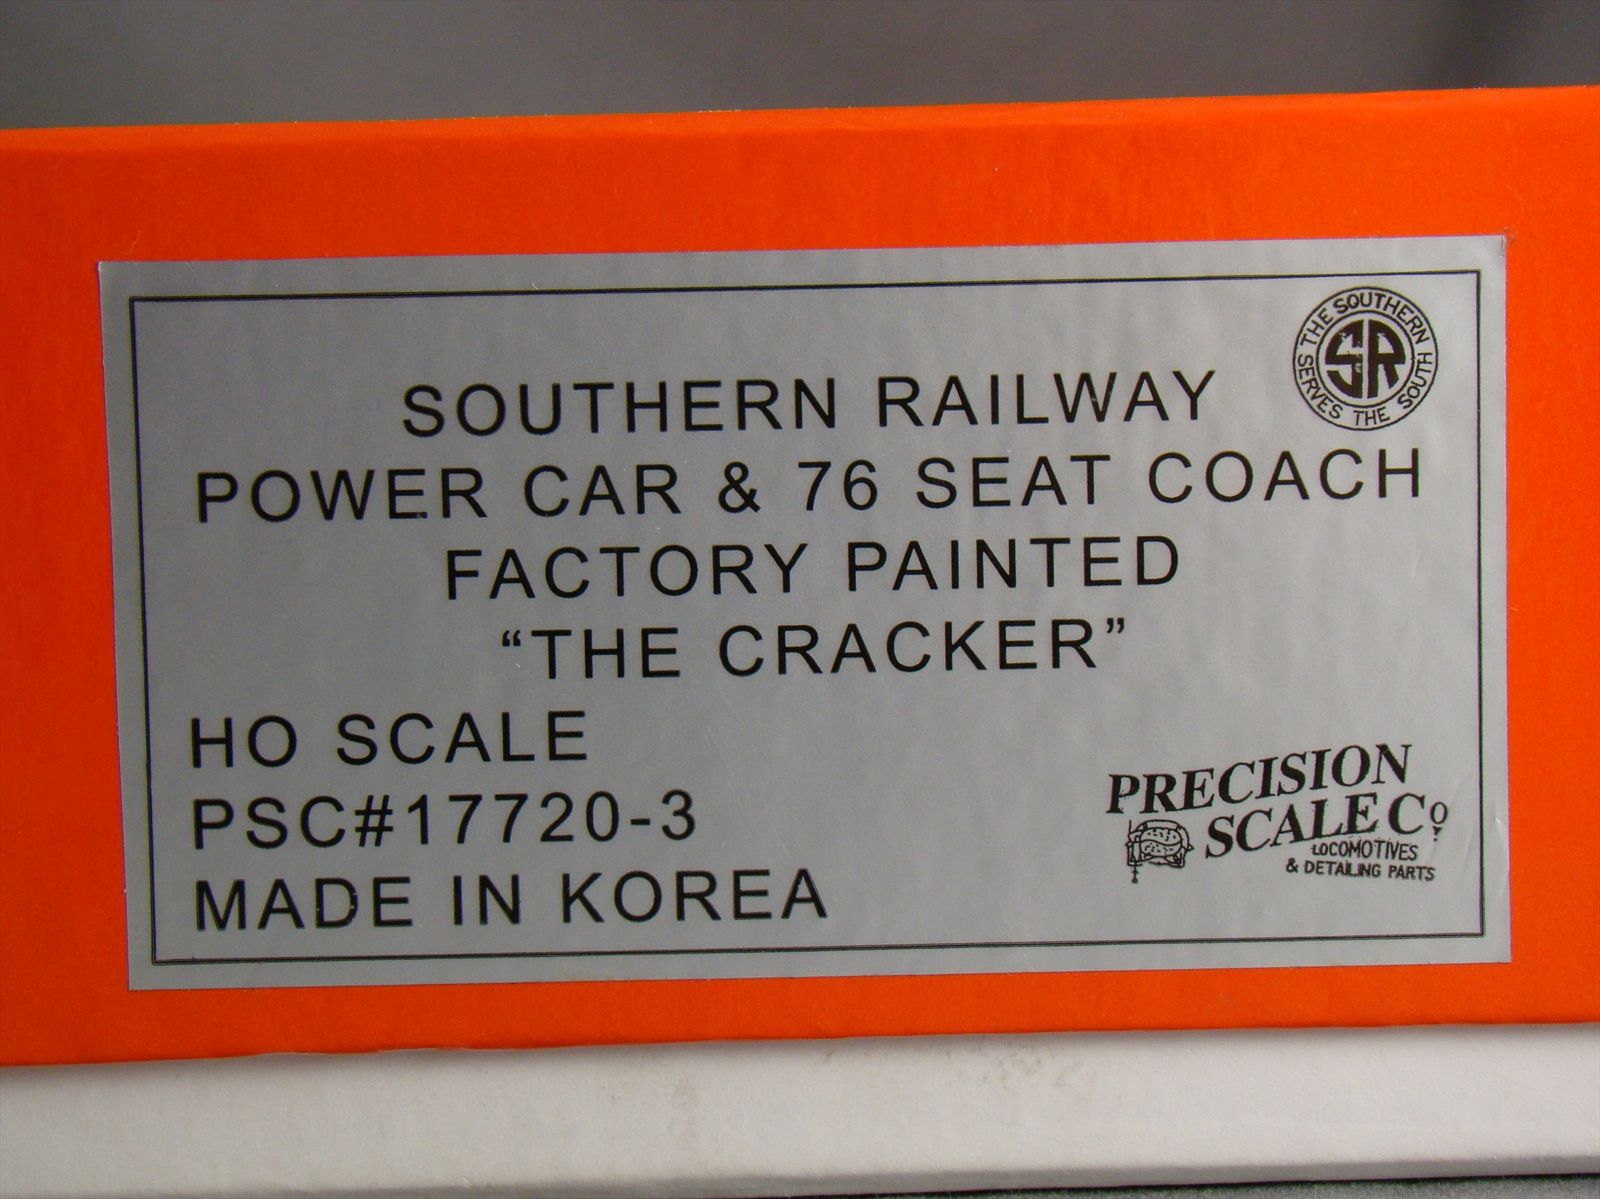 THE SOUTHERN
SERVES THE SOUTH
SR
SOUTHERN RAILWAY
POWER CAR & 76 SEAT COACH
FACTORY PAINTED
“THE CRACKER”
HO SCALE
PSC#17720-3
MADE IN KOREA
PRECISION
SCALE Co.
LOCOMOTIVES
& DETAILING PARTS